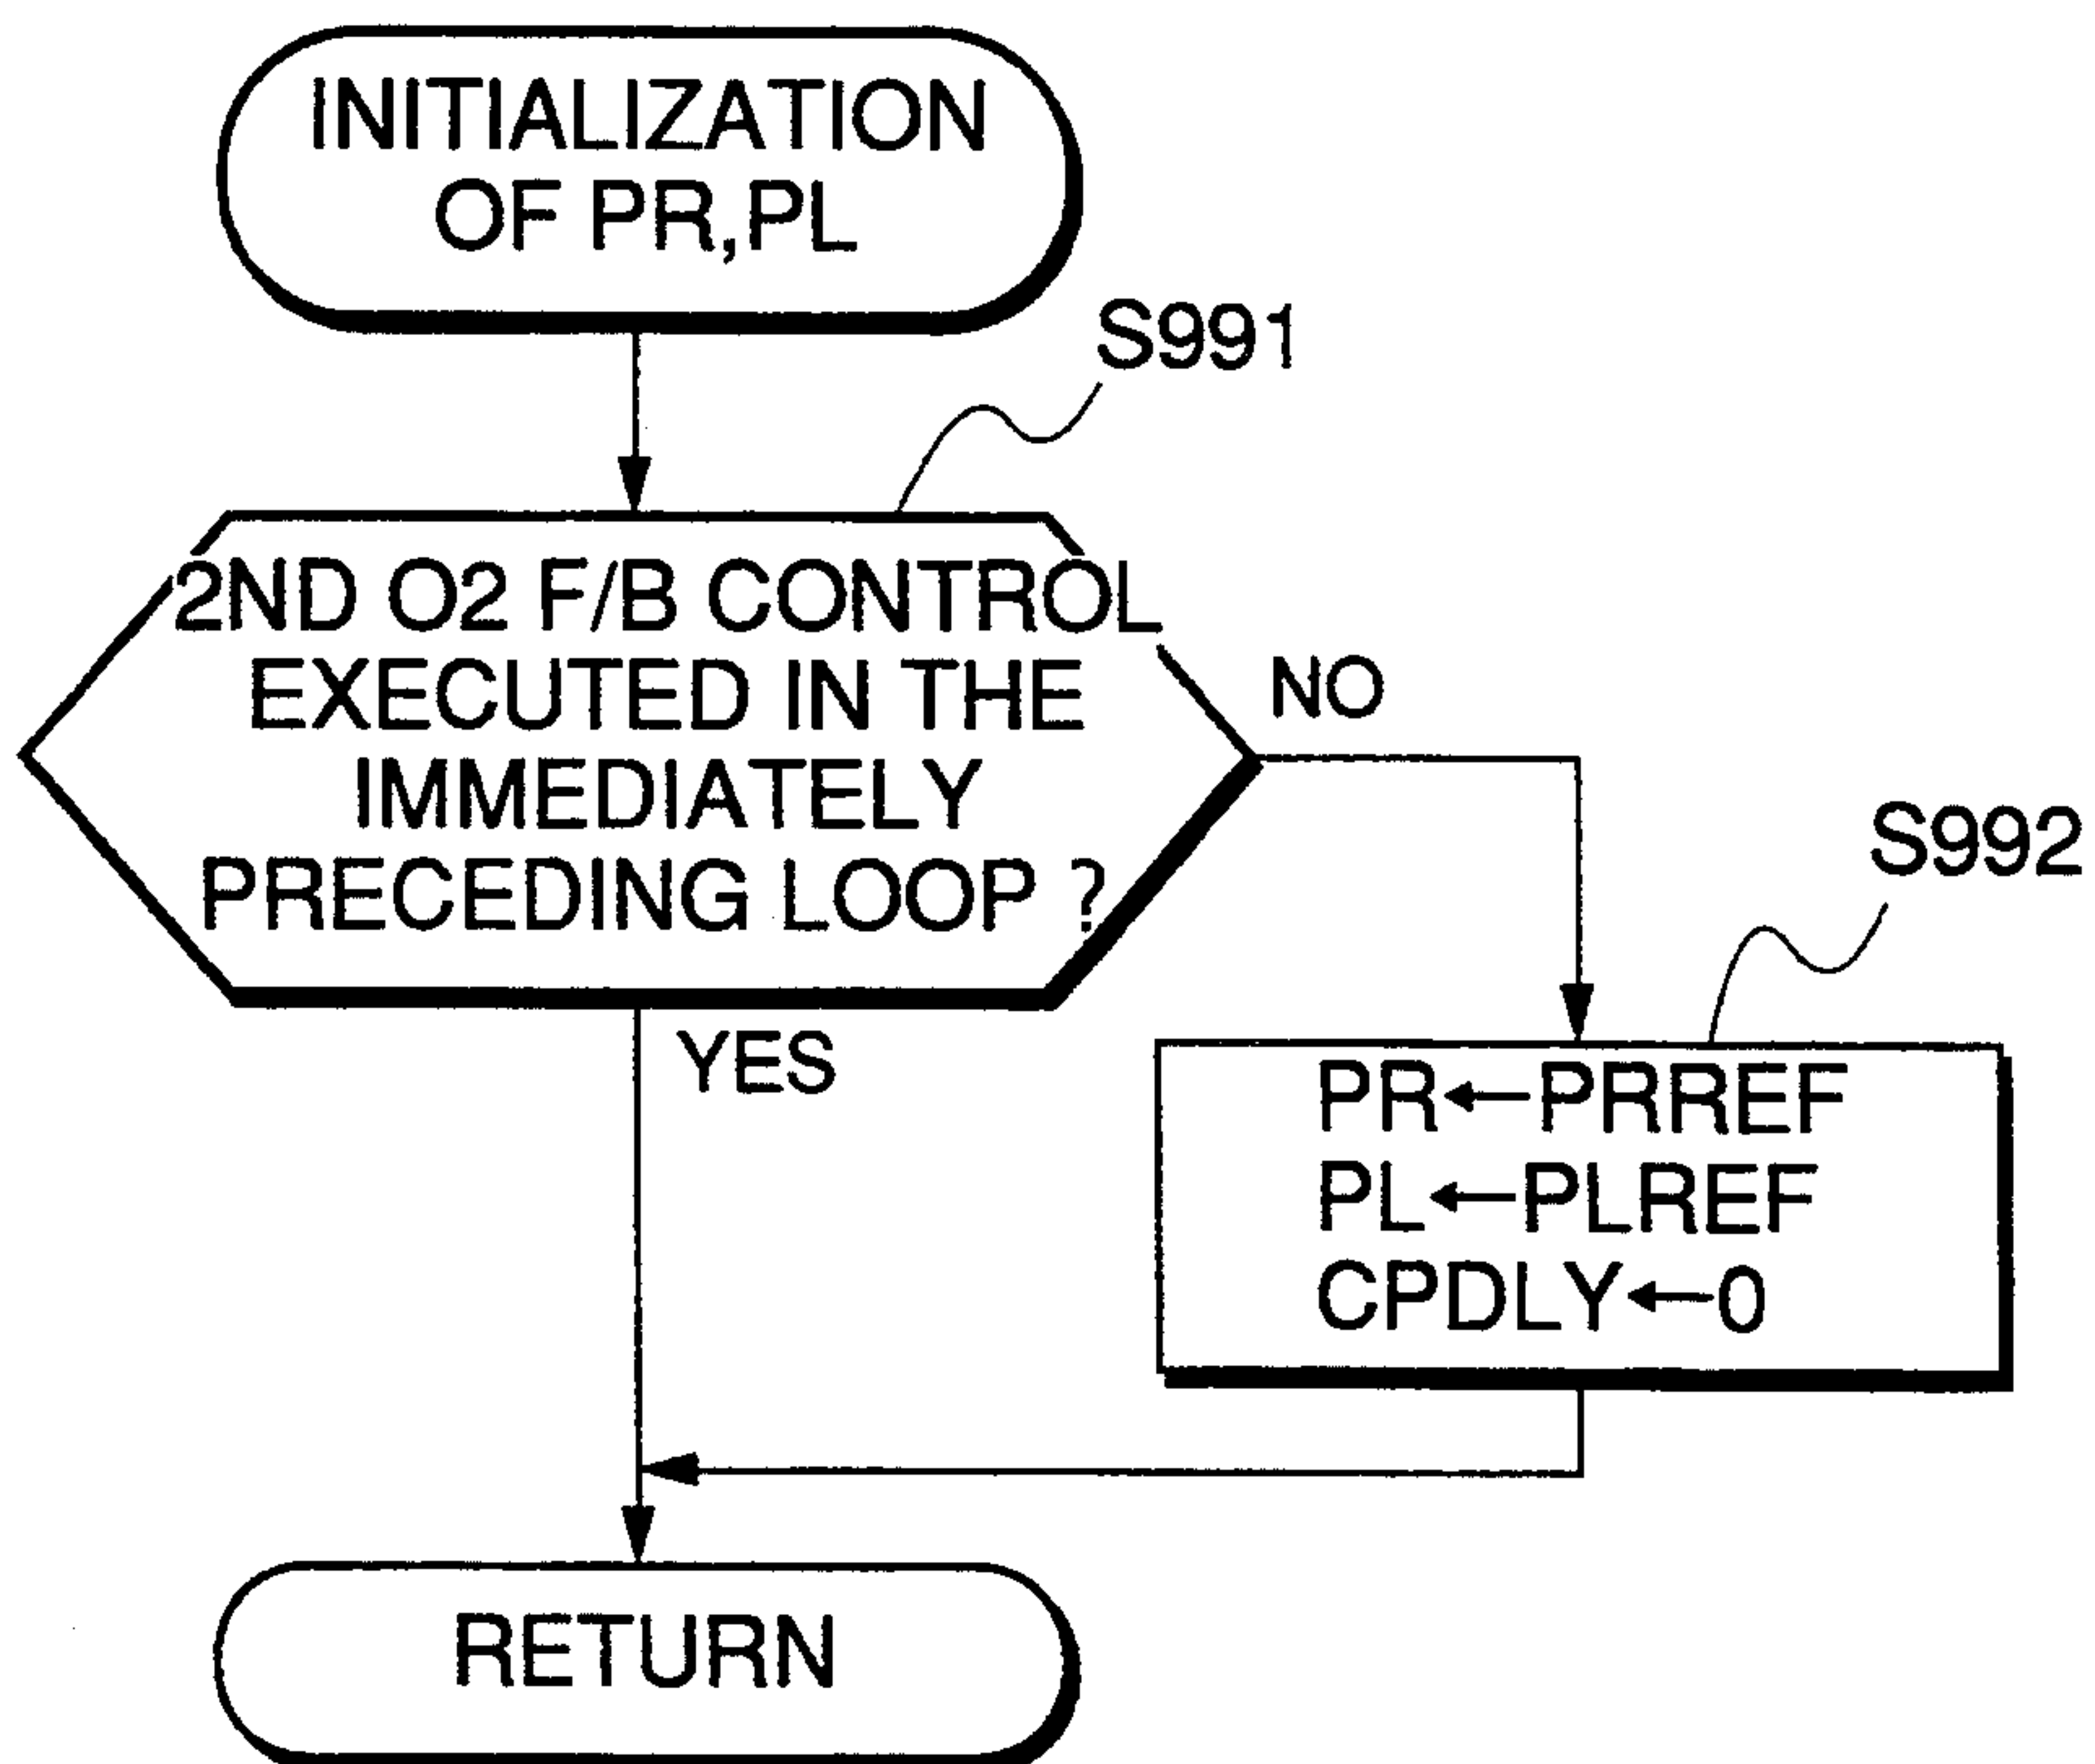 INITIALIZATION
OF PR,PL
S991
2ND O2 F/B CONTROL
EXECUTED IN THE
IMMEDIATELY
PRECEDING LOOP ?
NO
YES
S992
PR←PRREF
PL←PLREF
CPDLY←0
RETURN